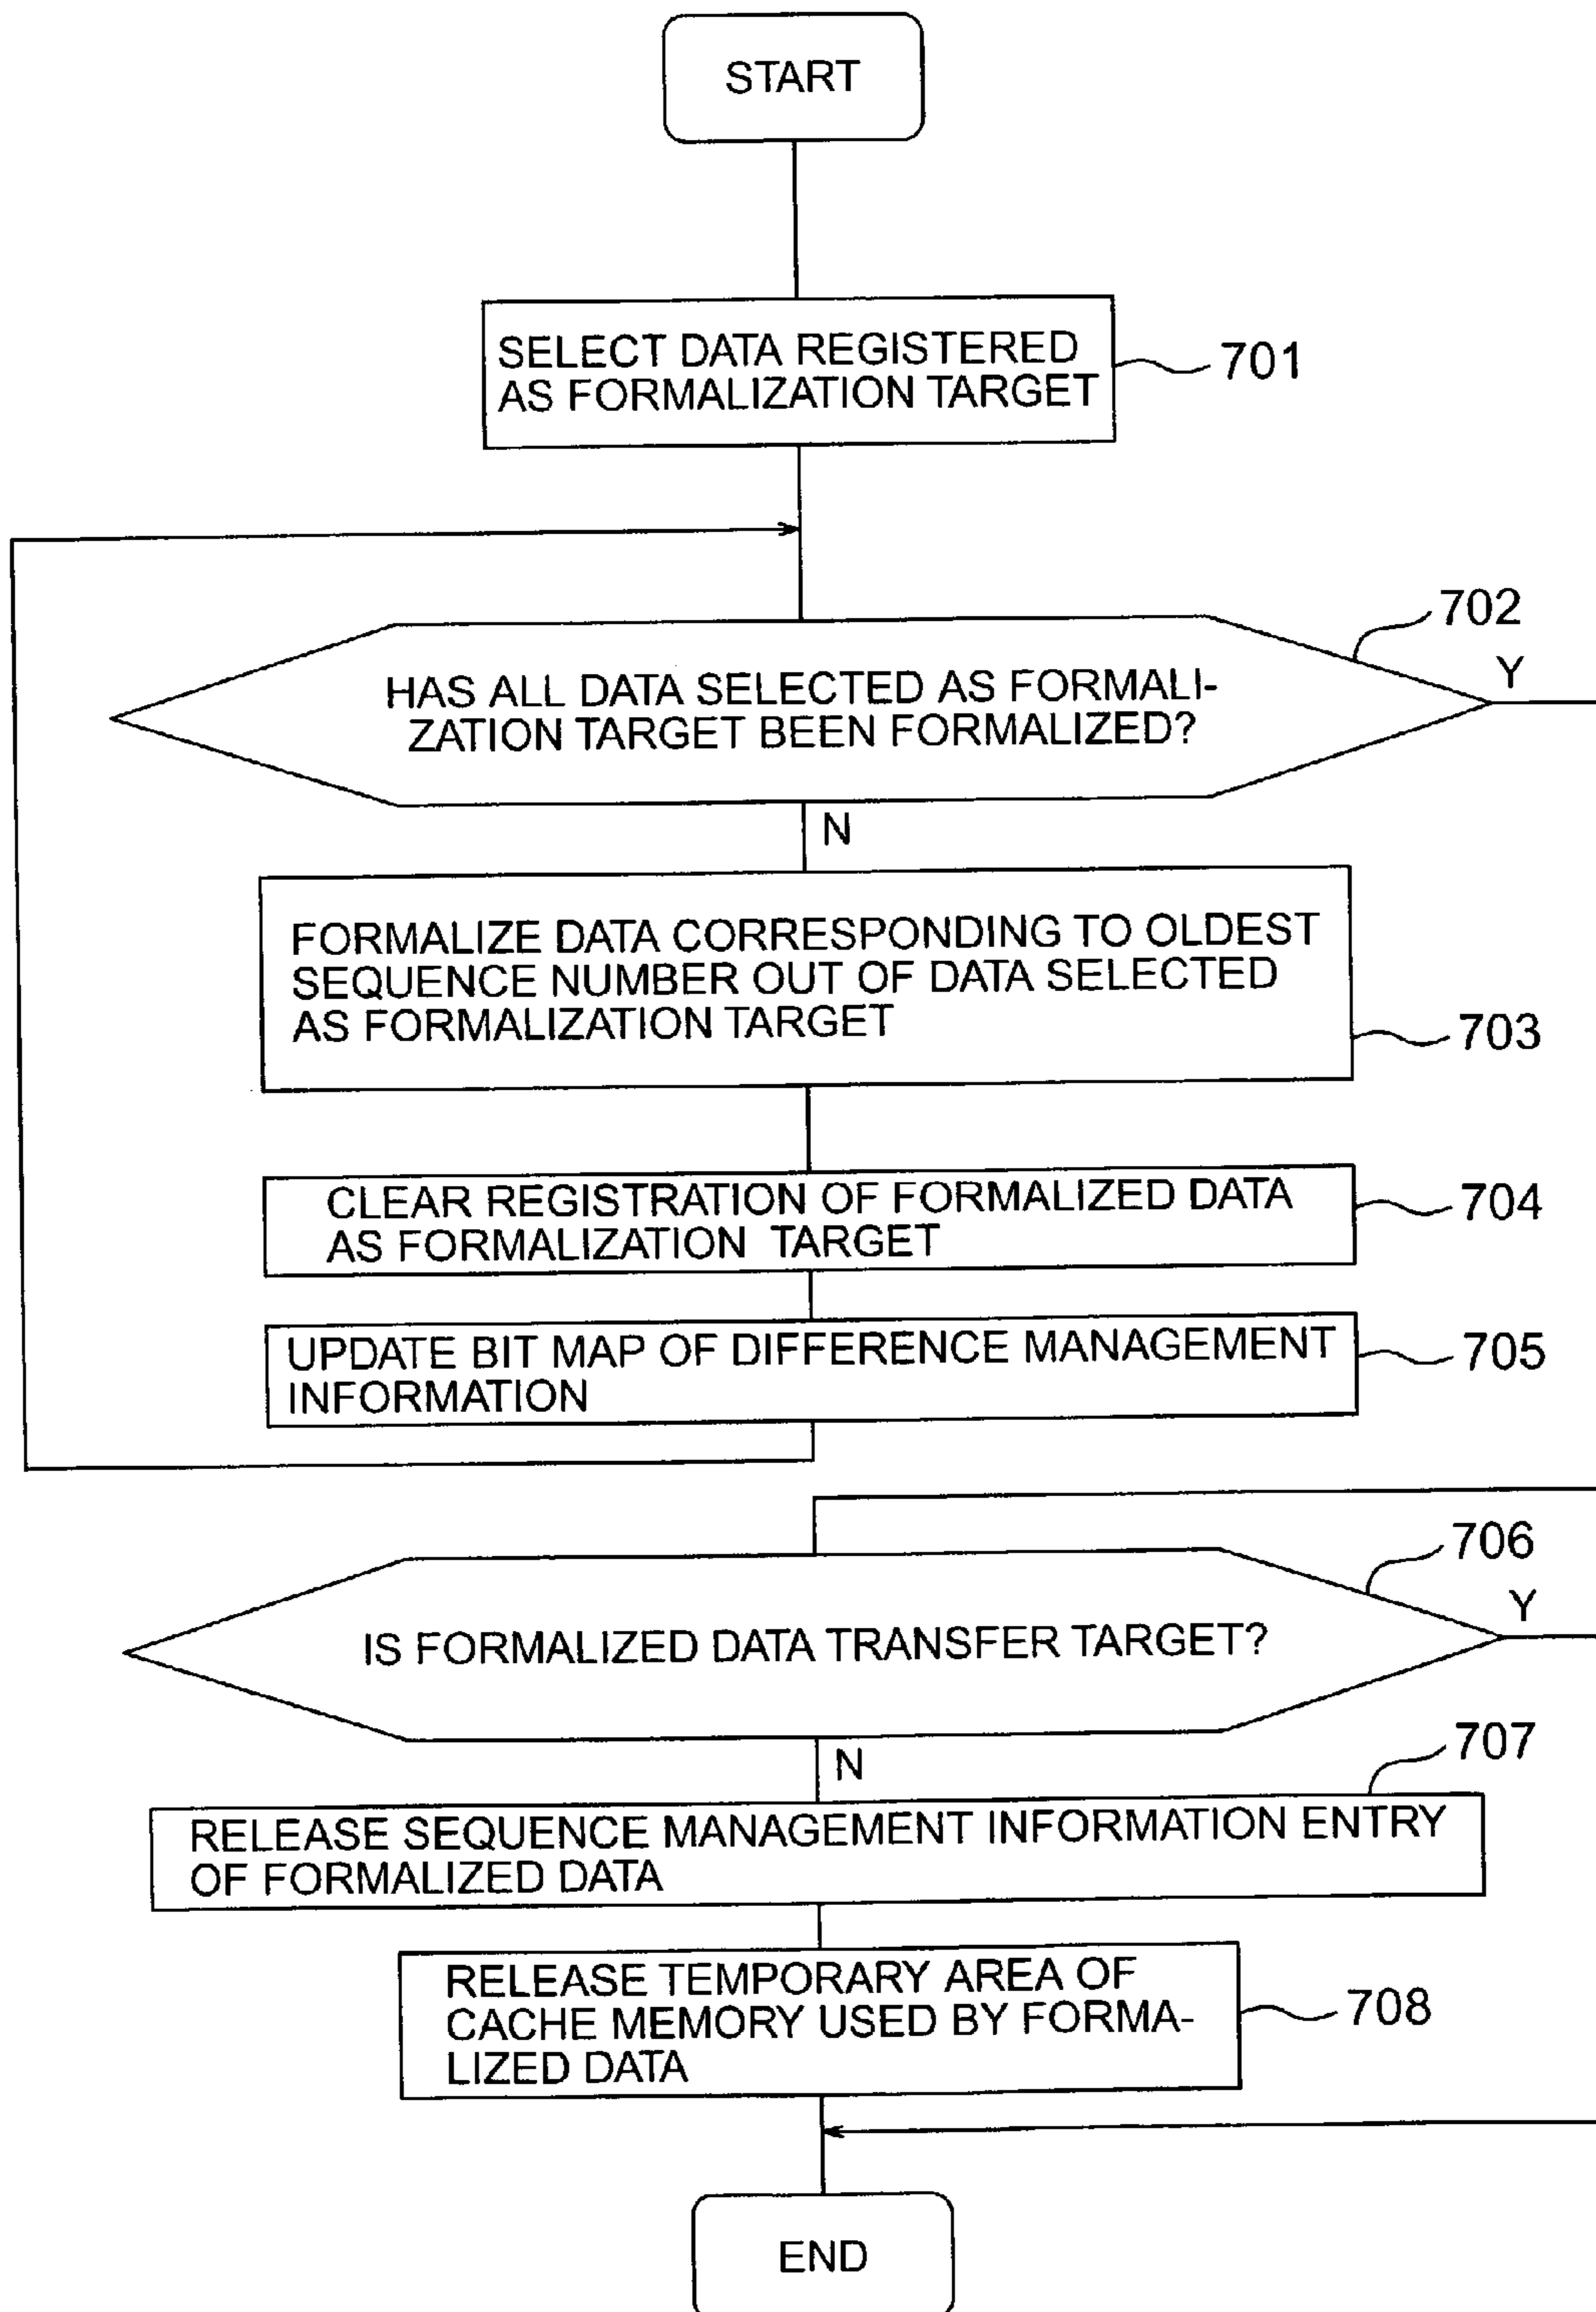 START
SELECT DATA REGISTERED
AS FORMALIZATION TARGET
701
702
Y
HAS ALL DATA SELECTED AS FORMALI-
ZATION TARGET BEEN FORMALIZED?
N
FORMALIZE DATA CORRESPONDING TO OLDEST
SEQUENCE NUMBER OUT OF DATA SELECTED
AS FORMALIZATION TARGET
703
CLEAR REGISTRATION OF FORMALIZED DATA
AS FORMALIZATION TARGET
704
UPDATE BIT MAP OF DIFFERENCE MANAGEMENT
INFORMATION
705
706
Y
IS FORMALIZED DATA TRANSFER TARGET?
N
707
RELEASE SEQUENCE MANAGEMENT INFORMATION ENTRY
OF FORMALIZED DATA
RELEASE TEMPORARY AREA OF
CACHE MEMORY USED BY FORMA-
LIZED DATA
708
END